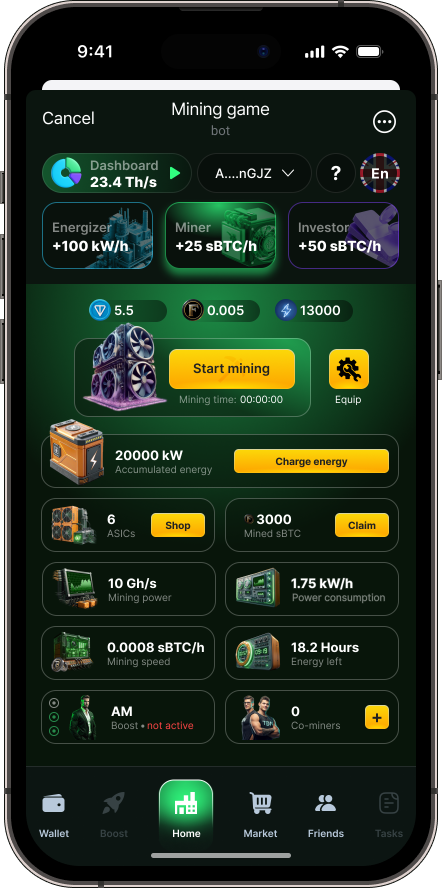 9:41
Cancel
Mining game
bot
Dashboard
23.4 Th/s
A....nGJZ
?
En
Energizer
+100 kW/h
Miner
+25 sBTC/h
Investor
+50 sBTC/h
5.5
0.005
13000
Start mining
Mining time: 00:00:00
Equip
20000 kW
Accumulated energy
Charge energy
6
ASICs
Shop
3000
Mined sBTC
Claim
10 Gh/s
Mining power
1.75 kW/h
Power consumption
0.0008 sBTC/h
Mining speed
18.2 Hours
Energy left
AM
Boost • not active
0
Co-miners
+
Wallet
Boost
Home
Market
Friends
Tasks